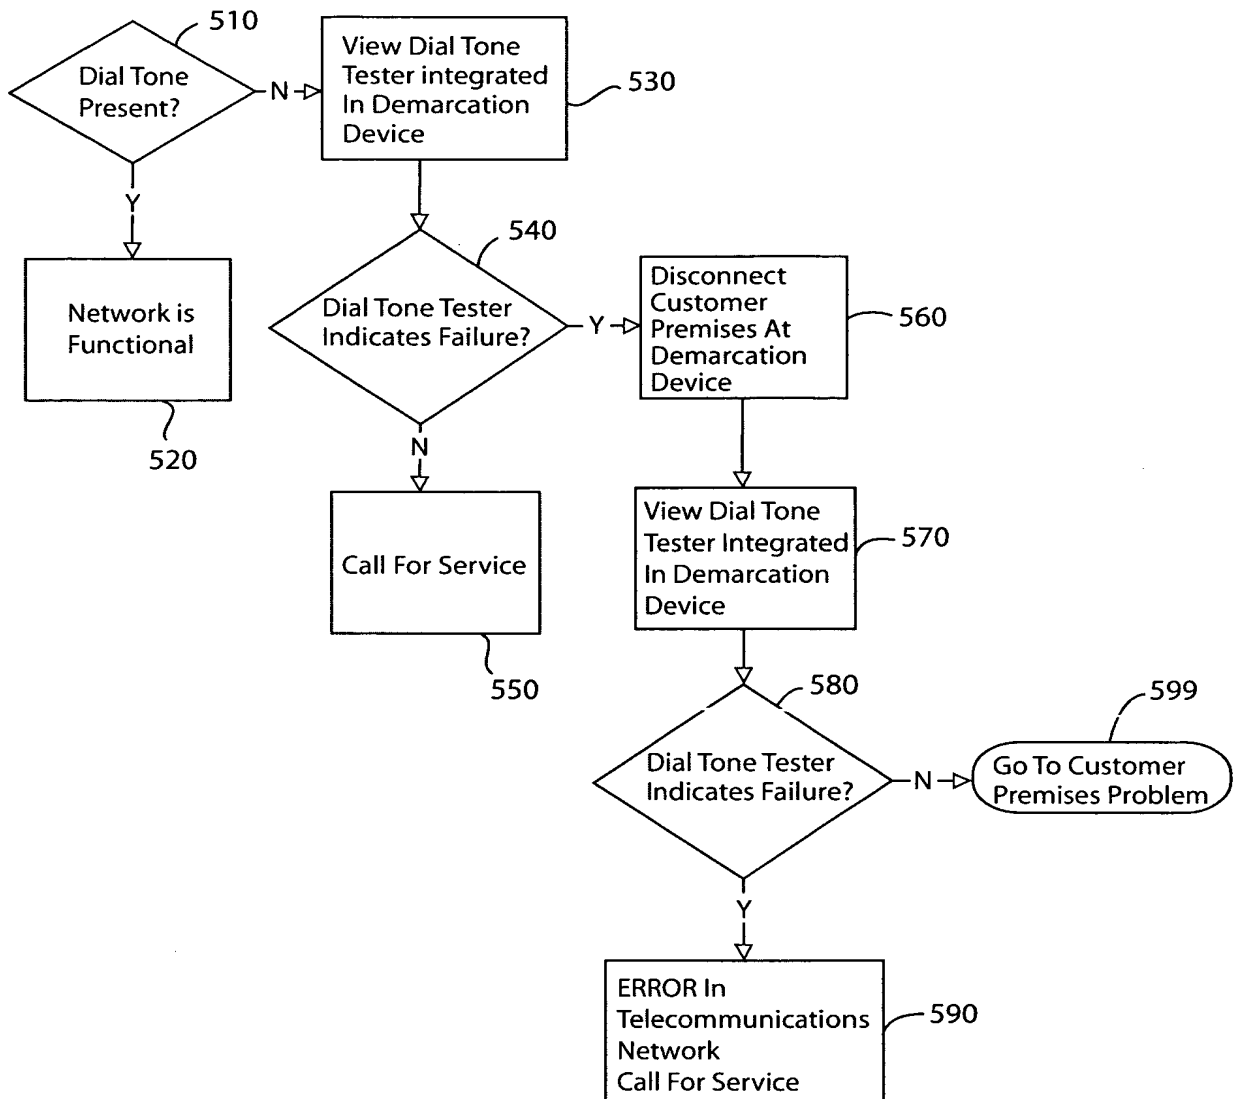 510
Dial Tone
Present?
N
View Dial Tone
Tester integrated
In Demarcation
Device
530
Y
Network is
Functional
520
540
Dial Tone Tester
Indicates Failure?
Y
Disconnect
Customer
Premises At
Demarcation
Device
560
N
Call For Service
550
View Dial Tone
Tester Integrated
In Demarcation
Device
570
580
Dial Tone Tester
Indicates Failure?
N
599
Go To Customer
Premises Problem
Y
ERROR In
Telecommunications
Network
Call For Service
590